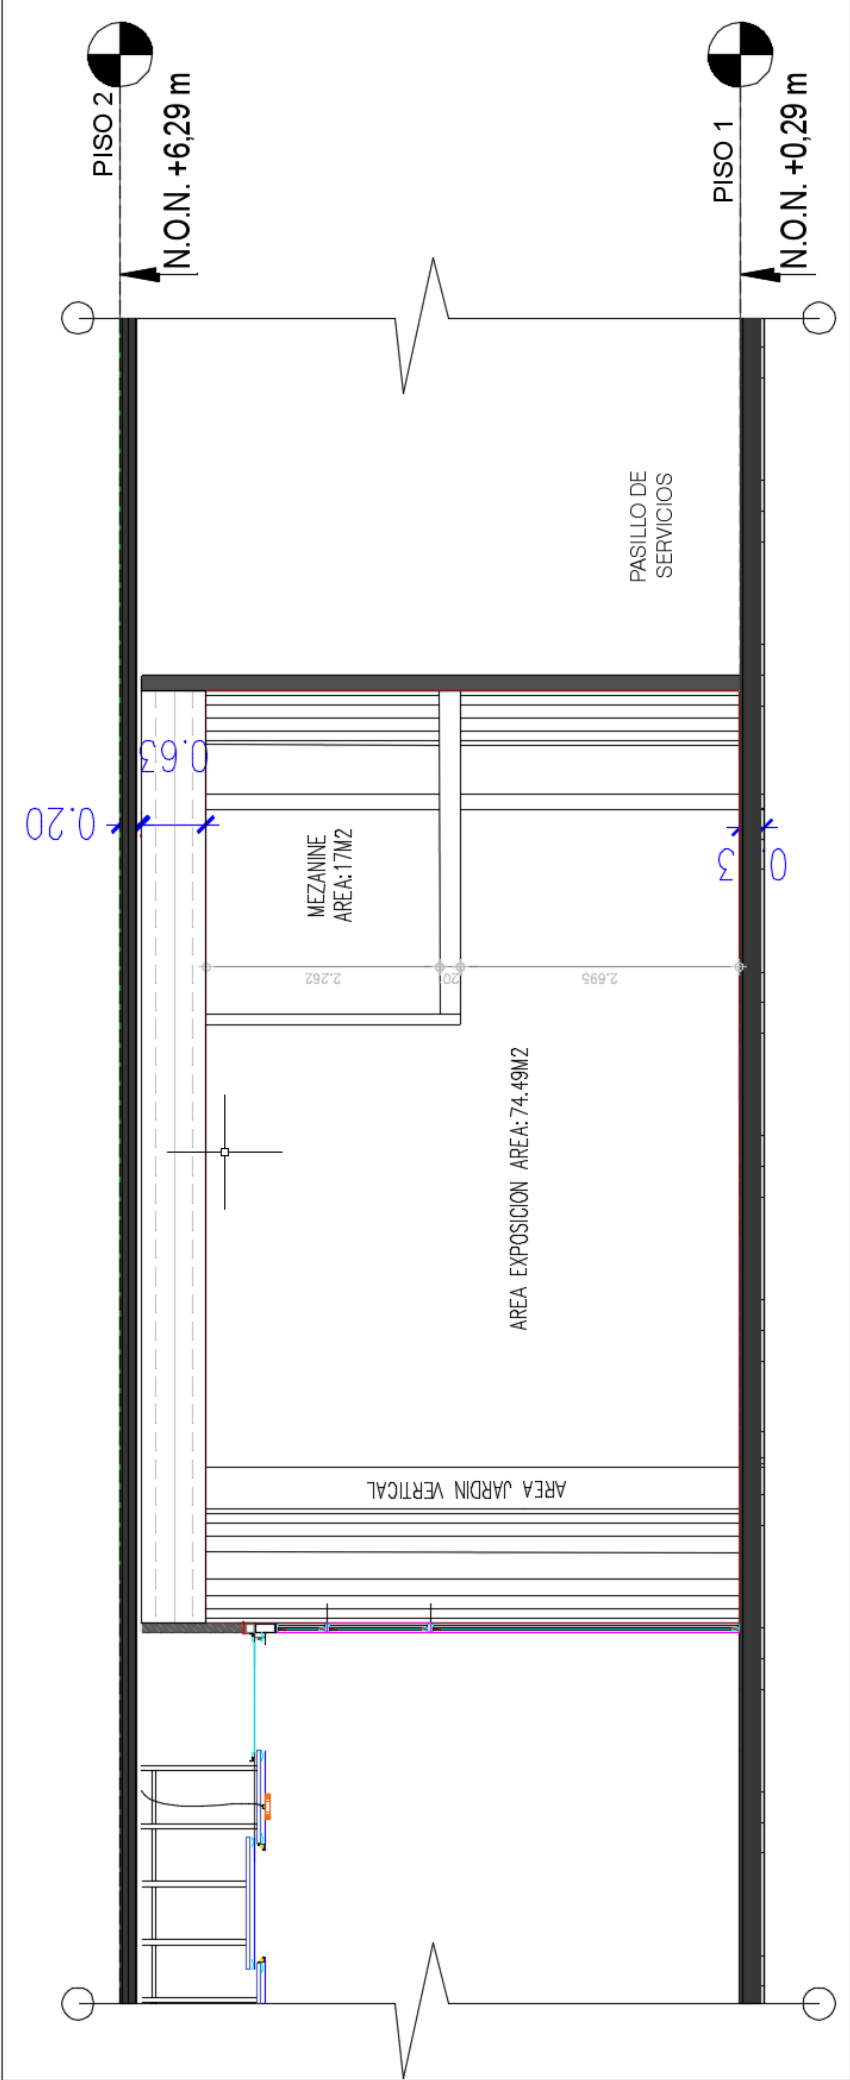 PISO 2
N.O.N. +6,29 m
PISO 1
N.O.N. +0,29 m
PASILLO DE
SERVICIOS
0.20
0.63
MEZANINE
AREA:17M2
2.262
20
2.695
AREA EXPOSICION AREA: 74.49M2
AREA JARDIN VERTICAL